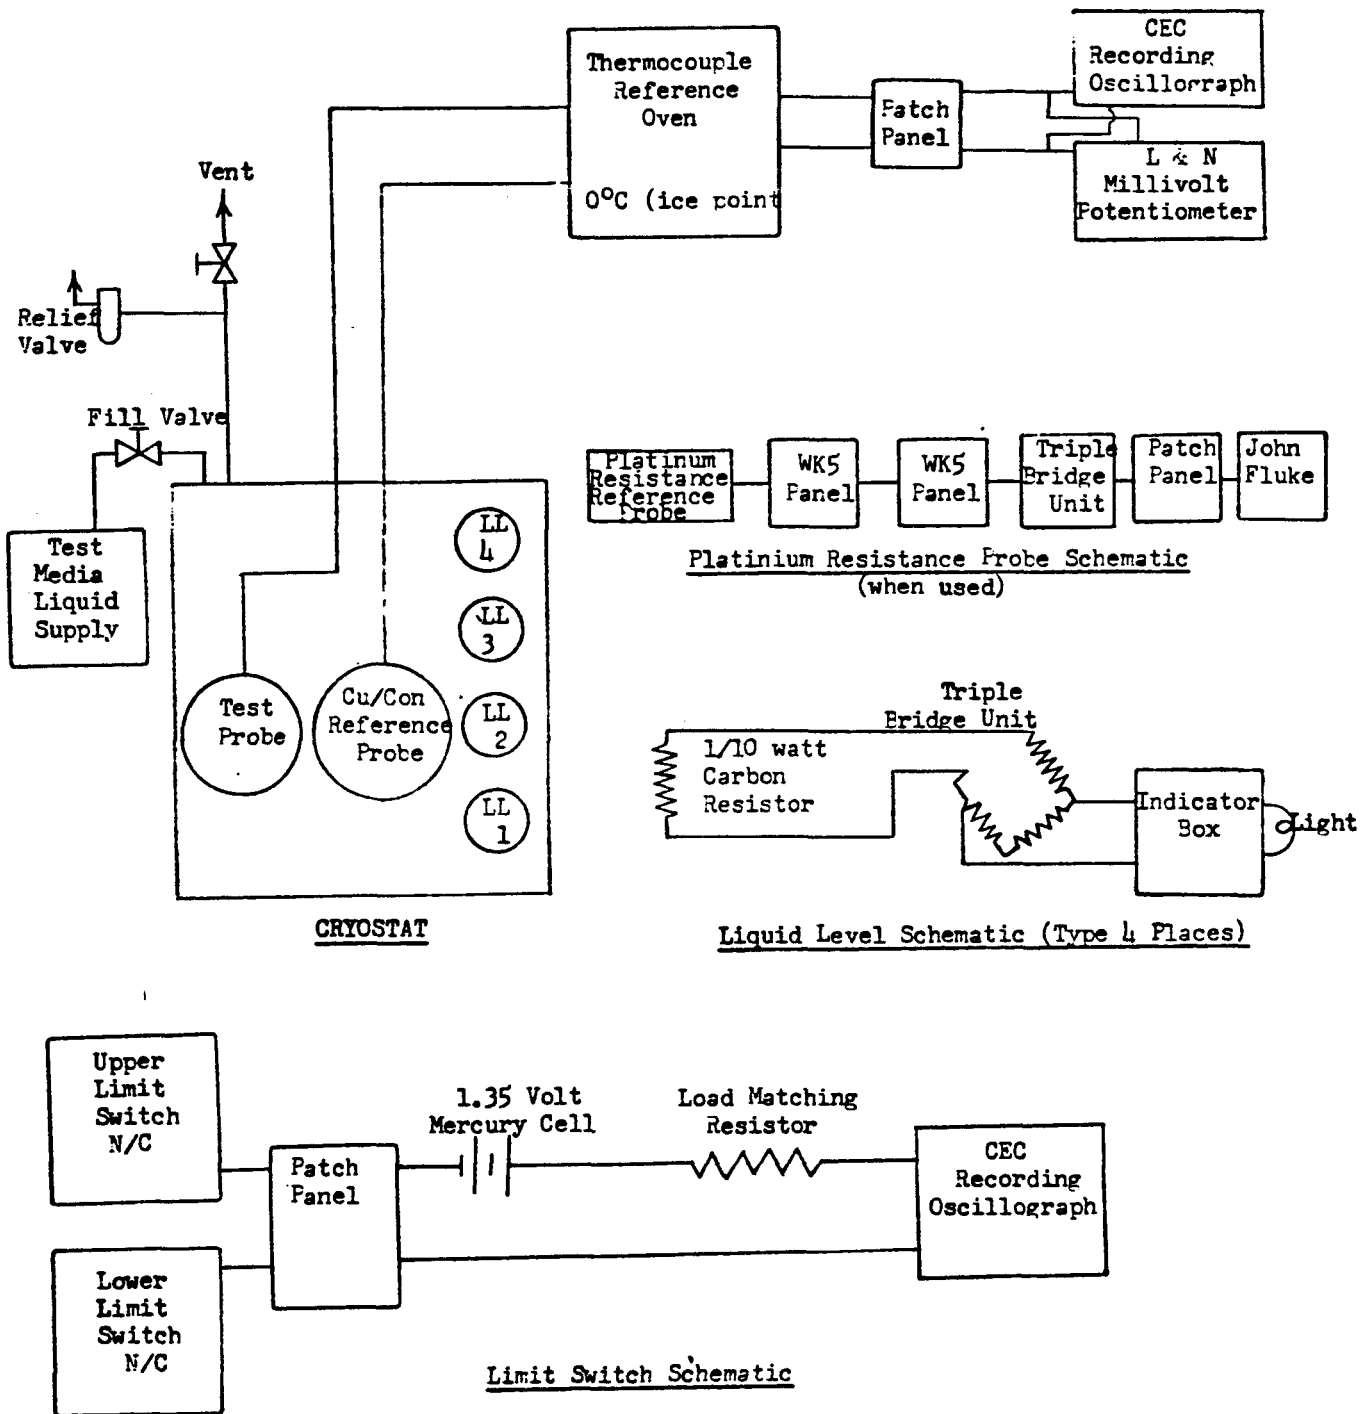 CEC
Recording
Oscillograph
Thermocouple
Reference
Oven
0°C (ice point
Patch
Panel
L & N
Millivolt
Potentiometer
Vent
Relief
Valve
Fill Valve
Test
Media
Liquid
Supply
LL
4
LL
3
LL
2
LL
1
Test
Probe
Cu/Con
Reference
Probe
CRYOSTAT
Platinum
Resistance
Reference
Probe
WK5
Panel
WK5
Panel
Triple
Bridge
Unit
Patch
Panel
John
Fluke
Platinium Resistance Probe Schematic
(when used)
Triple
Bridge Unit
1/10 watt
Carbon
Resistor
Indicator
Box
Light
Liquid Level Schematic (Type 4 Places)
Upper
Limit
Switch
N/C
Lower
Limit
Switch
N/C
Patch
Panel
1.35 Volt
Mercury Cell
Load Matching
Resistor
CEC
Recording
Oscillograph
Limit Switch Schematic